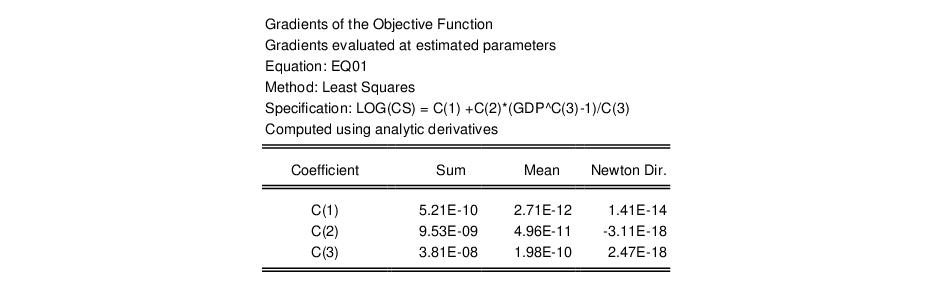 Gradients of the Objective Function
Gradients evaluated at estimated parameters
Equation: EQ01
Method: Least Squares
Specification: LOG(CS) = C(1) +C(2)*(GDP^C(3)-1)/C(3)
Computed using analytic derivatives
Coefficient Sum Mean Newton Dir.
C(1) 5.21E-10 2.71E-12 1.41E-14
C(2) 9.53E-09 4.96E-11 -3.11E-18
C(3) 3.81E-08 1.98E-10 2.47E-18